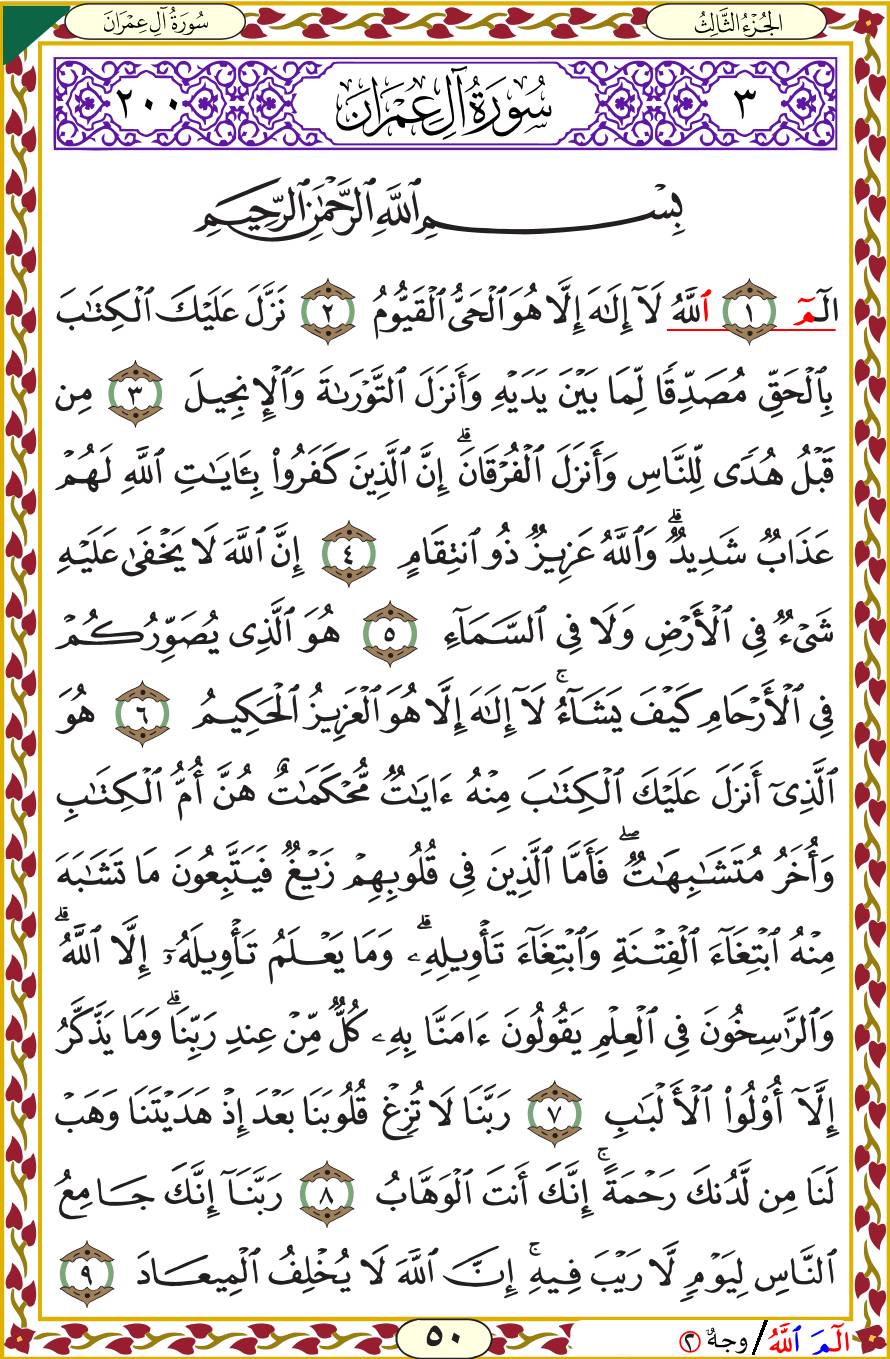 الجُزْءُ الثَّالِثُ
سُورَةُ آلِ عِمْرَانَ
٣
سُورَةُ آلِ عِمْرَانَ
٢٠٠
بِسْمِ ٱللَّهِ ٱلرَّحْمَٰنِ ٱلرَّحِيمِ
الٓمٓ ١ ٱللَّهُ لَآ إِلَٰهَ إِلَّا هُوَ ٱلْحَىُّ ٱلْقَيُّومُ ٢ نَزَّلَ عَلَيْكَ ٱلْكِتَٰبَ
بِٱلْحَقِّ مُصَدِّقًا لِّمَا بَيْنَ يَدَيْهِ وَأَنزَلَ ٱلتَّوْرَىٰةَ وَٱلْإِنجِيلَ ٣ مِن
قَبْلُ هُدًى لِّلنَّاسِ وَأَنزَلَ ٱلْفُرْقَانَ ۗ إِنَّ ٱلَّذِينَ كَفَرُوا۟ بِـَٔايَٰتِ ٱللَّهِ لَهُمْ
عَذَابٌ شَدِيدٌ ۗ وَٱللَّهُ عَزِيزٌ ذُو ٱنتِقَامٍ ٤ إِنَّ ٱللَّهَ لَا يَخْفَىٰ عَلَيْهِ
شَىْءٌ فِى ٱلْأَرْضِ وَلَا فِى ٱلسَّمَآءِ ٥ هُوَ ٱلَّذِى يُصَوِّرُكُمْ
فِى ٱلْأَرْحَامِ كَيْفَ يَشَآءُ ۚ لَآ إِلَٰهَ إِلَّا هُوَ ٱلْعَزِيزُ ٱلْحَكِيمُ ٦ هُوَ
ٱلَّذِىٓ أَنزَلَ عَلَيْكَ ٱلْكِتَٰبَ مِنْهُ ءَايَٰتٌ مُّحْكَمَٰتٌ هُنَّ أُمُّ ٱلْكِتَٰبِ
وَأُخَرُ مُتَشَٰبِهَٰتٌ ۖ فَأَمَّا ٱلَّذِينَ فِى قُلُوبِهِمْ زَيْغٌ فَيَتَّبِعُونَ مَا تَشَٰبَهَ
مِنْهُ ٱبْتِغَآءَ ٱلْفِتْنَةِ وَٱبْتِغَآءَ تَأْوِيلِهِۦ ۗ وَمَا يَعْلَمُ تَأْوِيلَهُۥٓ إِلَّا ٱللَّهُ ۗ
وَٱلرَّٰسِخُونَ فِى ٱلْعِلْمِ يَقُولُونَ ءَامَنَّا بِهِۦ كُلٌّ مِّنْ عِندِ رَبِّنَا ۗ وَمَا يَذَّكَّرُ
إِلَّآ أُو۟لُوا۟ ٱلْأَلْبَٰبِ ٧ رَبَّنَا لَا تُزِغْ قُلُوبَنَا بَعْدَ إِذْ هَدَيْتَنَا وَهَبْ
لَنَا مِن لَّدُنكَ رَحْمَةً ۚ إِنَّكَ أَنتَ ٱلْوَهَّابُ ٨ رَبَّنَآ إِنَّكَ جَامِعُ
ٱلنَّاسِ لِيَوْمٍ لَّا رَيْبَ فِيهِ ۚ إِنَّ ٱللَّهَ لَا يُخْلِفُ ٱلْمِيعَادَ ٩
٥٠
الٓمَ ٱللَّهُ/ وجهٌ ٢